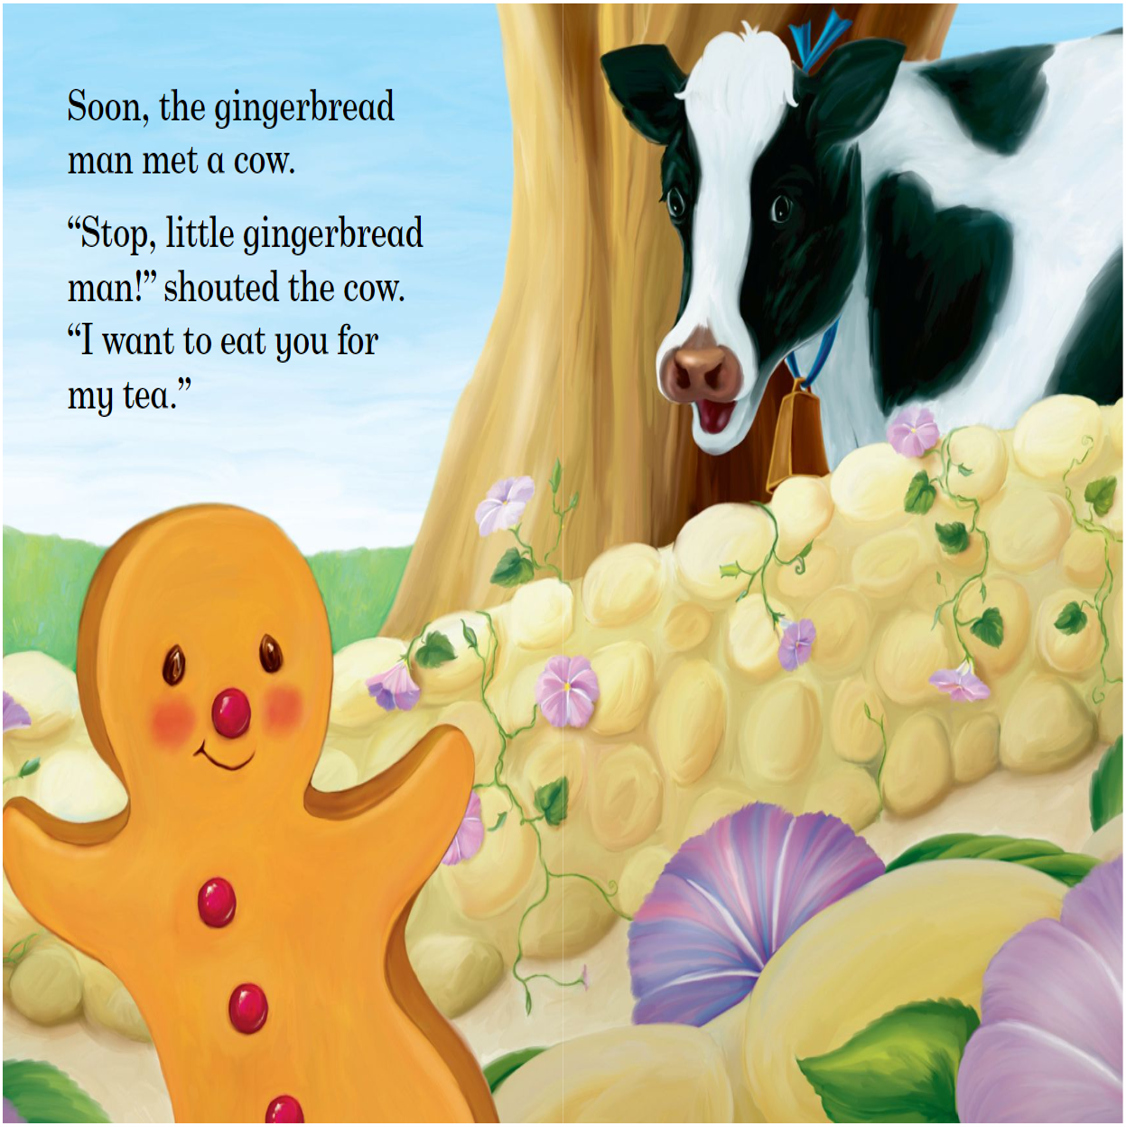 Soon, the gingerbread
man met a cow.
“Stop, little gingerbread
man!” shouted the cow.
“I want to eat you for
my tea.”